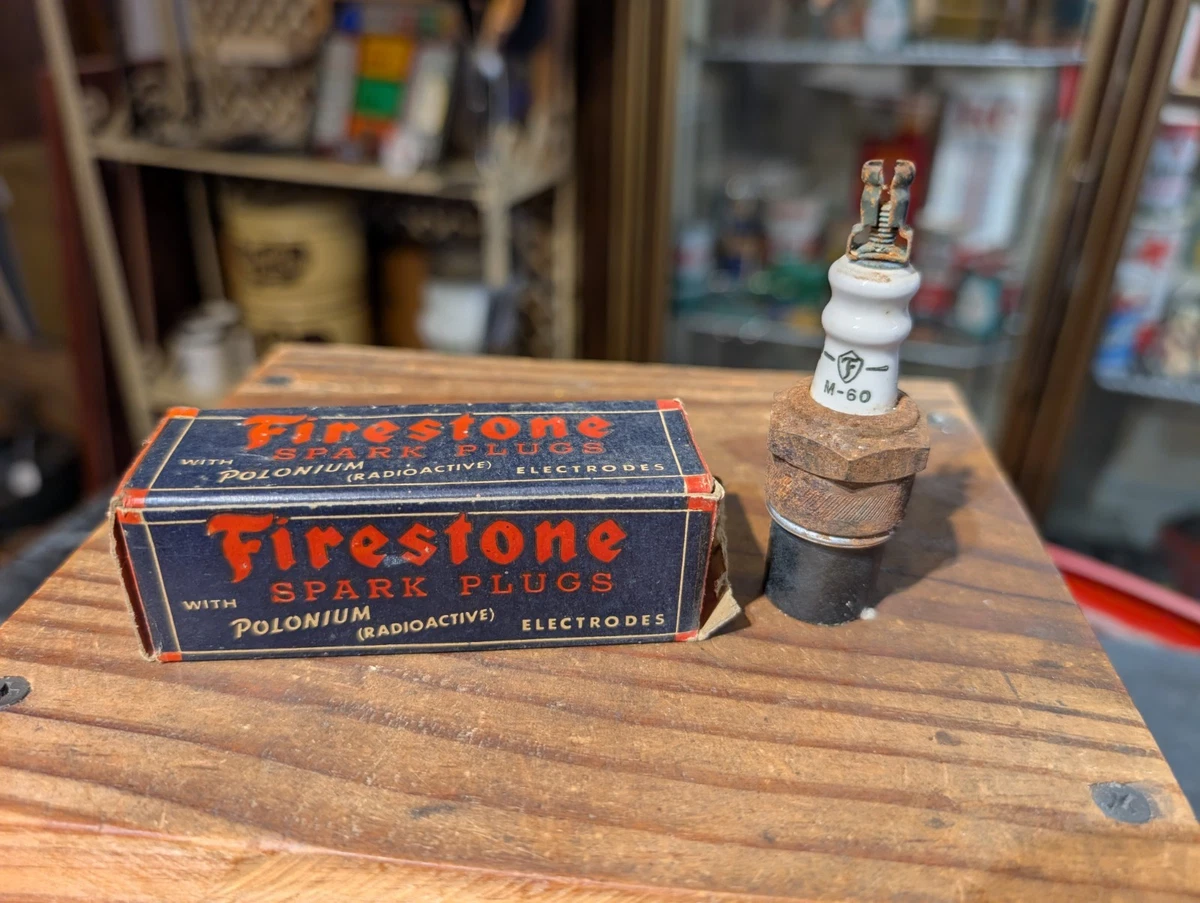 Firestone
SPARK PLUGS
WITH POLONIUM (RADIOACTIVE) ELECTRODES
Firestone
SPARK PLUGS
WITH POLONIUM (RADIOACTIVE) ELECTRODES
F
M-60